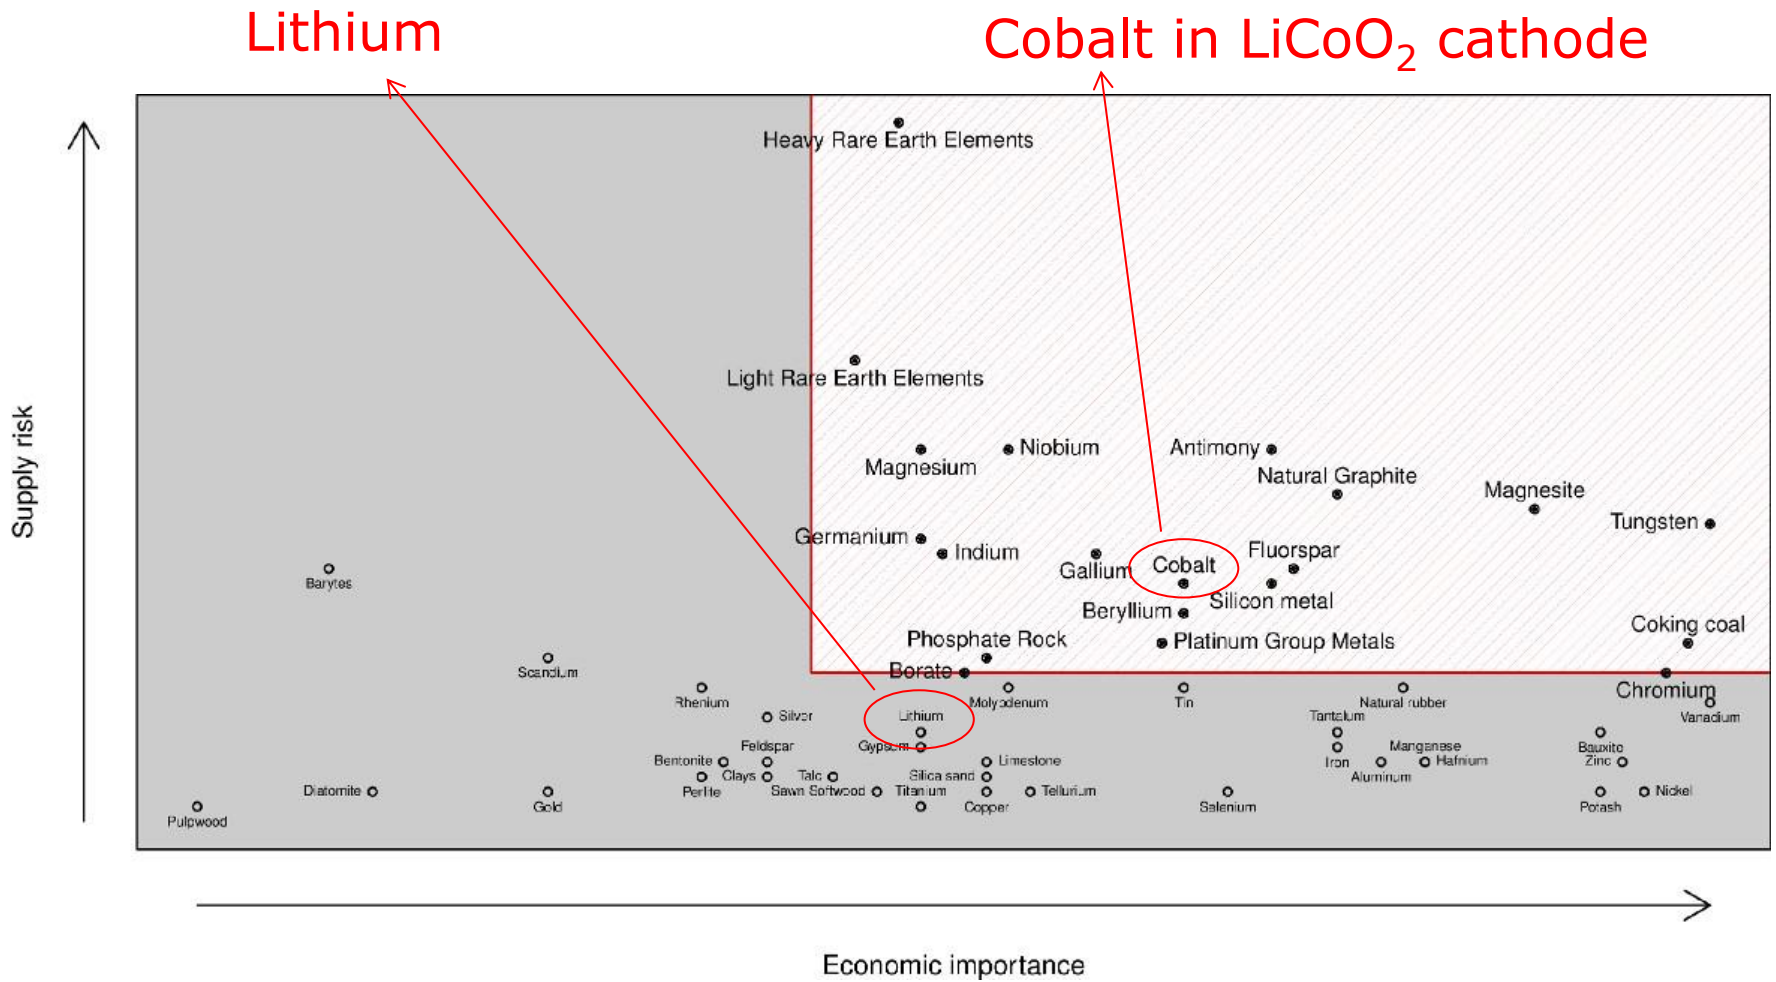 Lithium
Cobalt in LiCoO₂ cathode
Heavy Rare Earth Elements
Light Rare Earth Elements
Niobium
Antimony
Magnesium
Natural Graphite
Magnesite
Tungsten
Germanium
Indium
Gallium
Cobalt
Fluorspar
Barytes
Silicon metal
Beryllium
Coking coal
Phosphate Rock
Platinum Group Metals
Scandium
Borate
Chromium
Rhenium
Molybdenum
Tin
Natural rubber
Silver
Lithium
Tantalum
Vanadium
Feldspar
Gypsum
Manganese
Bauxite
Bentonite
Limestone
Iron
Hafnium
Zinc
Clays
Talc
Silica sand
Aluminum
Diatomite
Perlite
Sawn Softwood
Titanium
Tellurium
Nickel
Gold
Copper
Selenium
Potash
Pulpwood
Supply risk
Economic importance